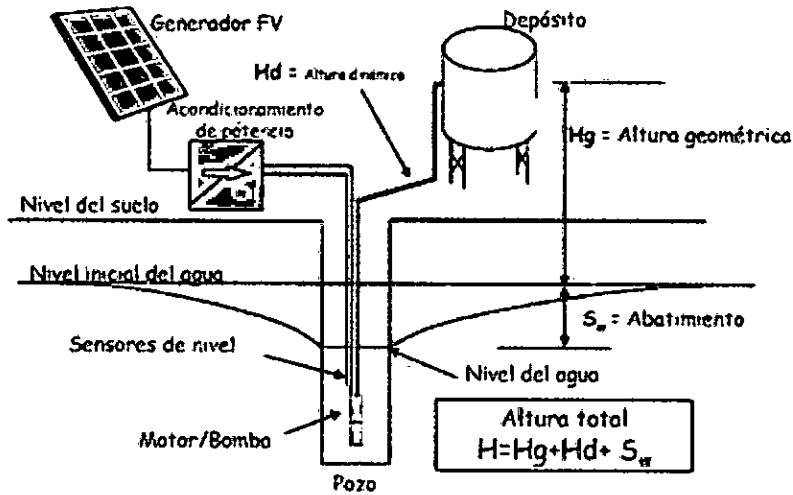 Generador FV
Depósito
Hd = Altura dinámica
Acondicionamiento
de potencia
Hg = Altura geométrica
Nivel del suelo
Nivel inicial del agua
Sw = Abatimiento
Sensores de nivel
Nivel del agua
Motor/Bomba
Altura total
H=Hg+Hd+ Sw
Pozo